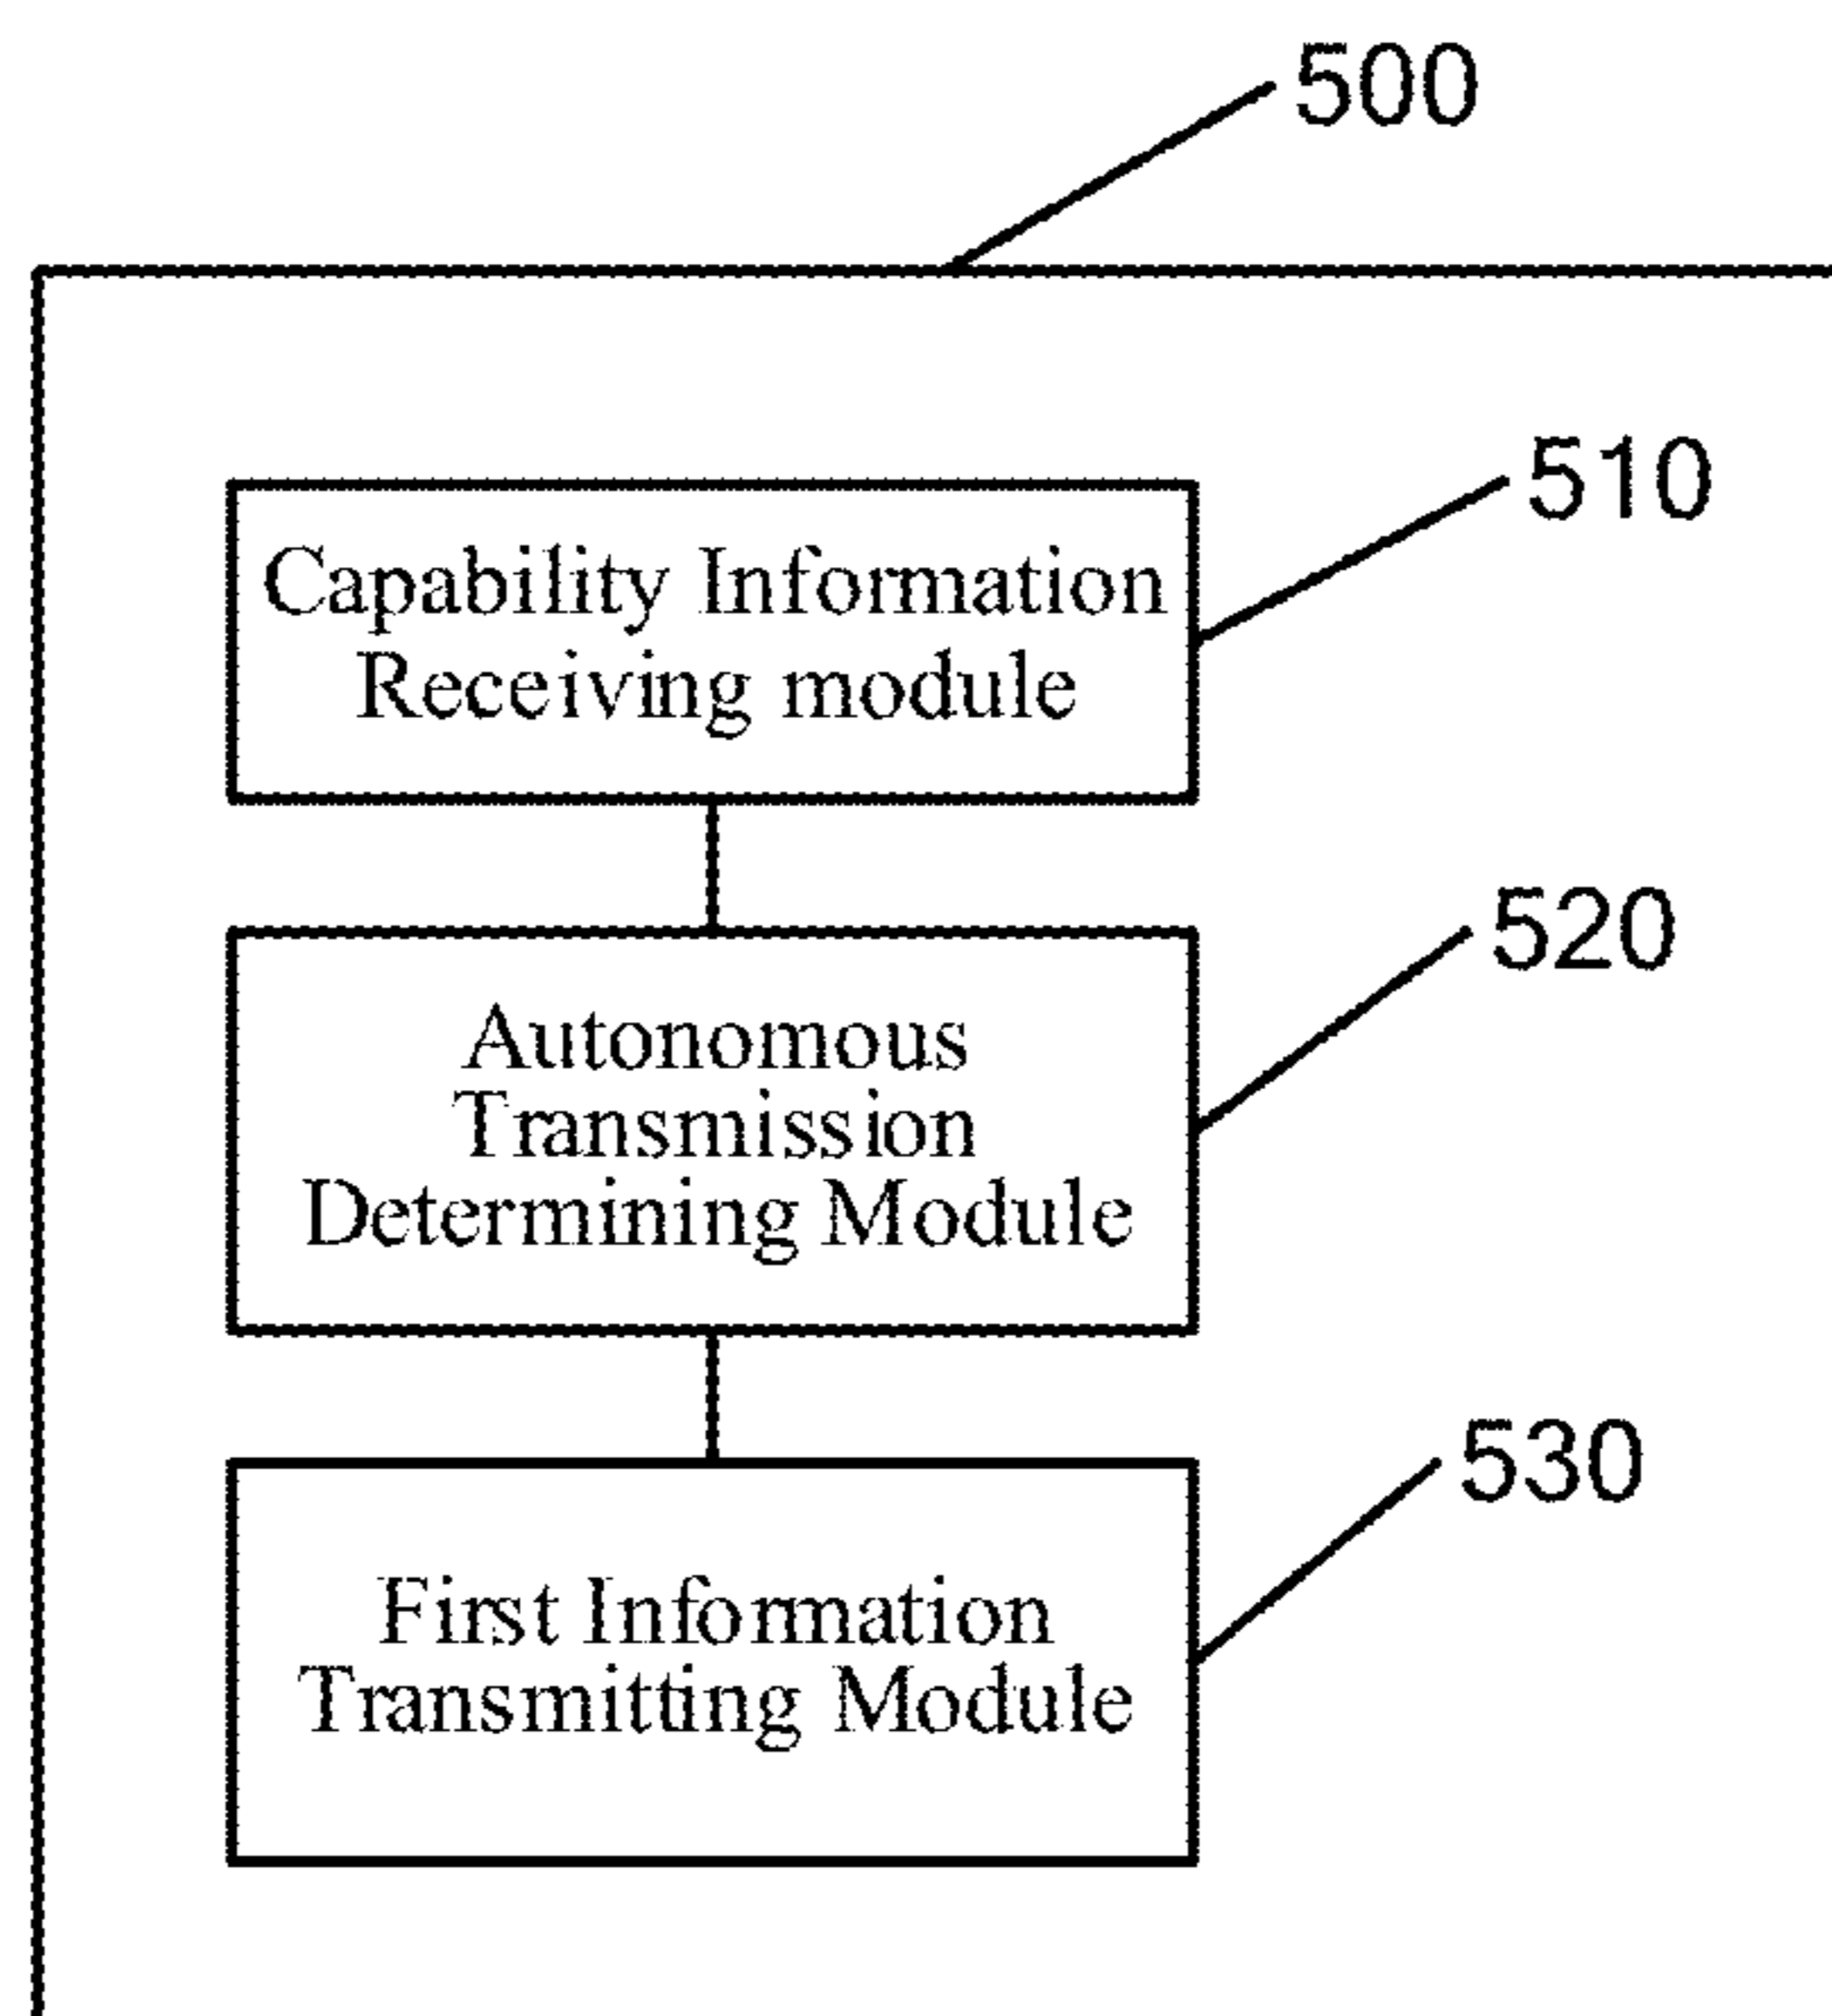 500
510
Capability Information
Receiving module
520
Autonomous
Transmission
Determining Module
530
First Information
Transmitting Module